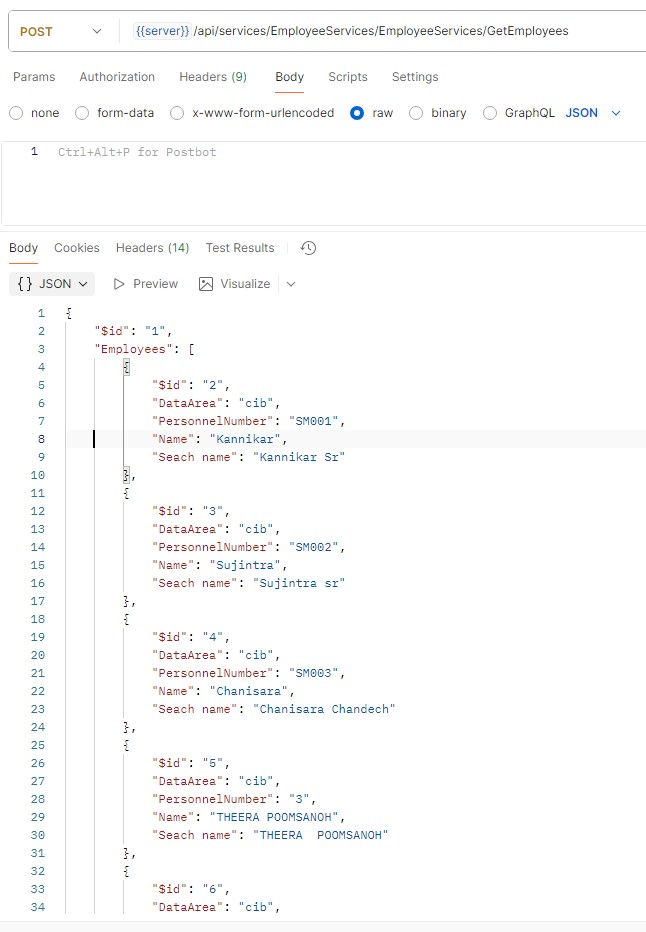 POST {{server}} /api/services/EmployeeServices/EmployeeServices/GetEmployees
Params Authorization Headers (9) Body Scripts Settings
none form-data x-www-form-urlencoded raw binary GraphQL JSON
1 Ctrl+Alt+P for Postbot
Body Cookies Headers (14) Test Results
{} JSON Preview Visualize
1 {
2 "$id": "1",
3 "Employees": [
4 {
5 "$id": "2",
6 "DataArea": "cib",
7 "PersonnelNumber": "SM001",
8 "Name": "Kannikar",
9 "Seach name": "Kannikar Sr"
10 },
11 {
12 "$id": "3",
13 "DataArea": "cib",
14 "PersonnelNumber": "SM002",
15 "Name": "Sujintra",
16 "Seach name": "Sujintra sr"
17 },
18 {
19 "$id": "4",
20 "DataArea": "cib",
21 "PersonnelNumber": "SM003",
22 "Name": "Chanisara",
23 "Seach name": "Chanisara Chandech"
24 },
25 {
26 "$id": "5",
27 "DataArea": "cib",
28 "PersonnelNumber": "3",
29 "Name": "THEERA POOMSANOH",
30 "Seach name": "THEERA  POOMSANOH"
31 },
32 {
33 "$id": "6",
34 "DataArea": "cib",